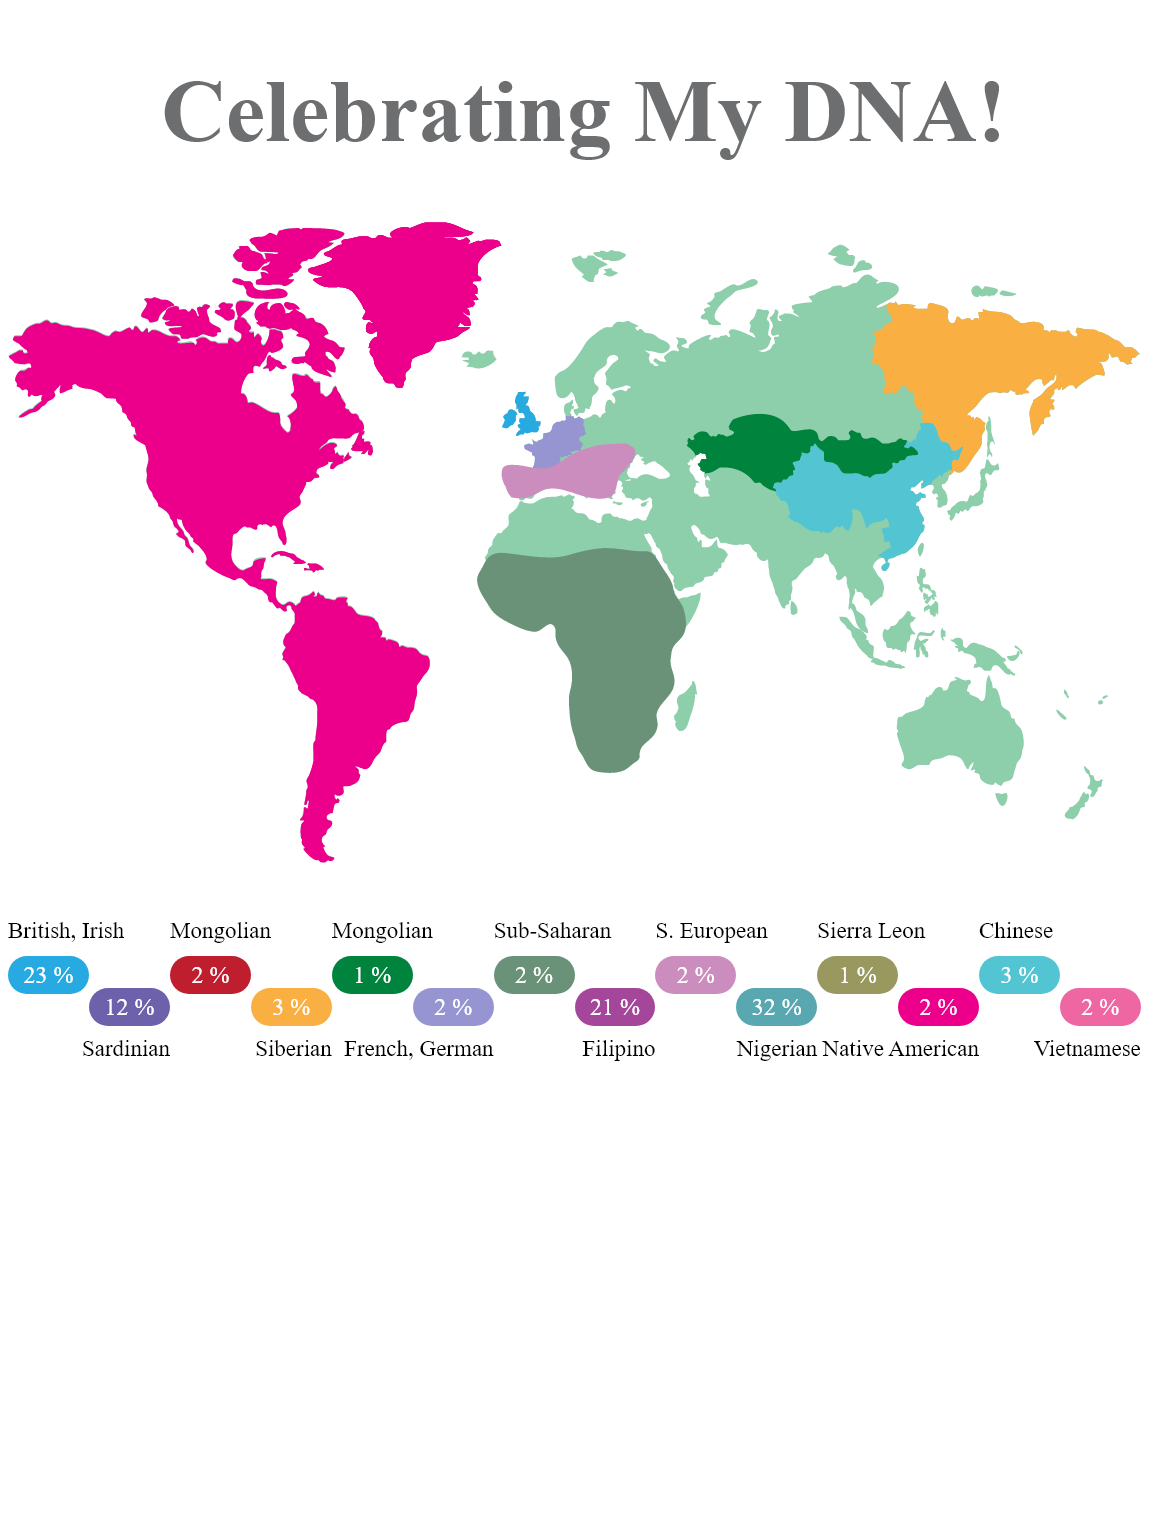 Celebrating My DNA!
British, Irish Mongolian Mongolian Sub-Saharan S. European Sierra Leon Chinese
23 % 2 % 1 % 2 % 2 % 1 % 3 %
12 % 3 % 2 % 21 % 32 % 2 % 2 %
Sardinian Siberian French, German Filipino Nigerian Native American Vietnamese